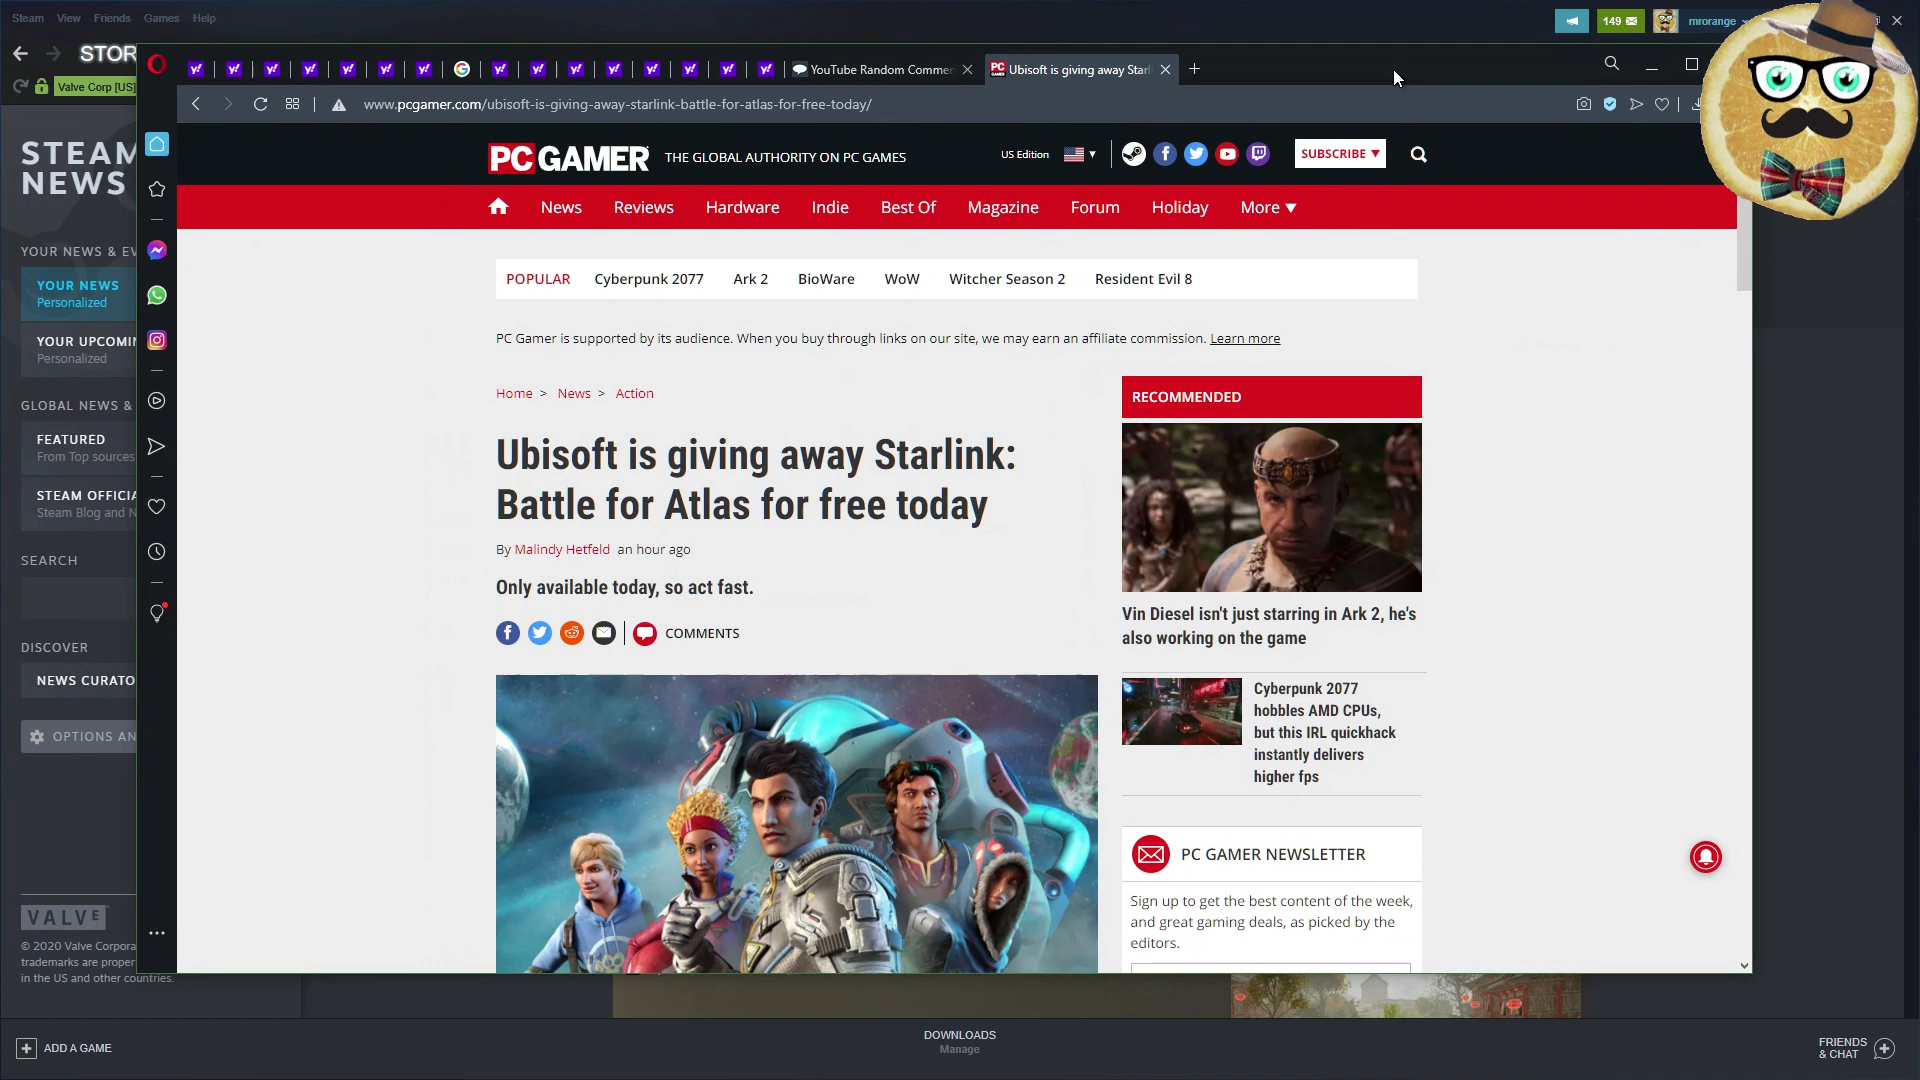 Steam View Friends Games Help
149
mrorange
STOR
Valve Corp [US]
YouTube Random Commen
Ubisoft is giving away Starl
www.pcgamer.com/ubisoft-is-giving-away-starlink-battle-for-atlas-for-free-today/
STEAM
NEWS
YOUR NEWS & EV
YOUR NEWS
Personalized
YOUR UPCOMIN
Personalized
GLOBAL NEWS &
FEATURED
From Top sources
STEAM OFFICIA
Steam Blog and N
SEARCH
DISCOVER
NEWS CURATO
OPTIONS AN
VALVE
© 2020 Valve Corpora
trademarks are proper
in the US and other countries.
PC GAMER THE GLOBAL AUTHORITY ON PC GAMES
US Edition
SUBSCRIBE
News Reviews Hardware Indie Best Of Magazine Forum Holiday More
POPULAR Cyberpunk 2077 Ark 2 BioWare WoW Witcher Season 2 Resident Evil 8
PC Gamer is supported by its audience. When you buy through links on our site, we may earn an affiliate commission. Learn more
Home > News > Action
Ubisoft is giving away Starlink:
Battle for Atlas for free today
By Malindy Hetfeld an hour ago
Only available today, so act fast.
COMMENTS
RECOMMENDED
Vin Diesel isn't just starring in Ark 2, he's
also working on the game
Cyberpunk 2077
hobbles AMD CPUs,
but this IRL quickhack
instantly delivers
higher fps
PC GAMER NEWSLETTER
Sign up to get the best content of the week,
and great gaming deals, as picked by the
editors.
ADD A GAME
DOWNLOADS
Manage
FRIENDS
& CHAT